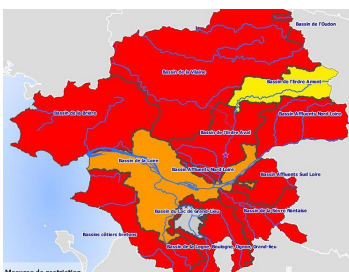 Bassin de l'Oudon
Bassin de la Vilaine
Bassin de l'Erdre Amont
Bassin de la Brière
Bassin Affluents Nord Loire
Bassin de l'Erdre Aval
Bassin de la Loire
Bassin Affluents Nord Loire
Bassin Affluents Sud Loire
Bassin du Lac de Grand-Lieu
Bassin de la Sèvre Nantaise
Bassins côtiers bretons
Bassin de la Logne, Boulogne, Ognon, Grand-lieu
Mesures de restriction